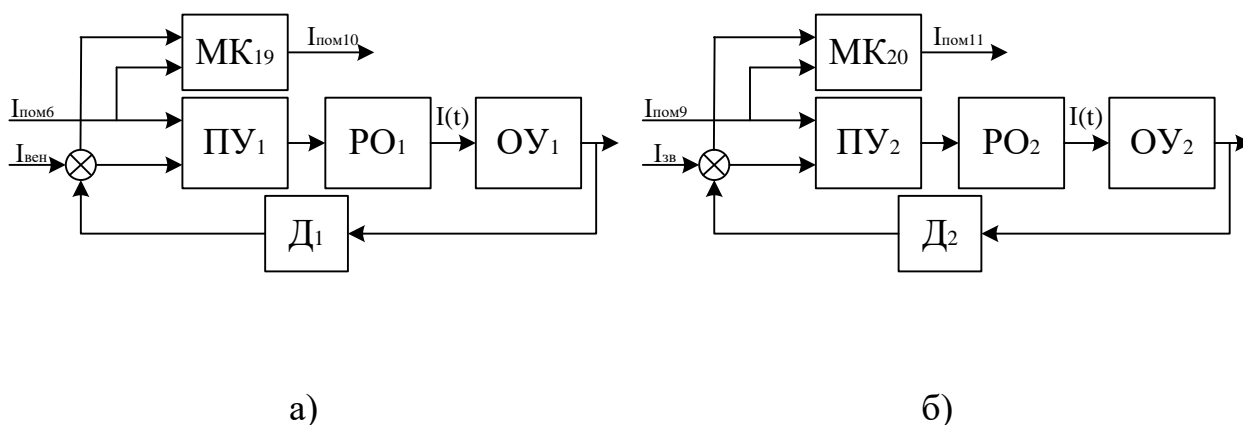 МК19
Iпом10
Iпом6
Iвен
ПУ1
РО1
I(t)
ОУ1
Д1
а)
МК20
Iпом11
Iпом9
Iзв
ПУ2
РО2
I(t)
ОУ2
Д2
б)